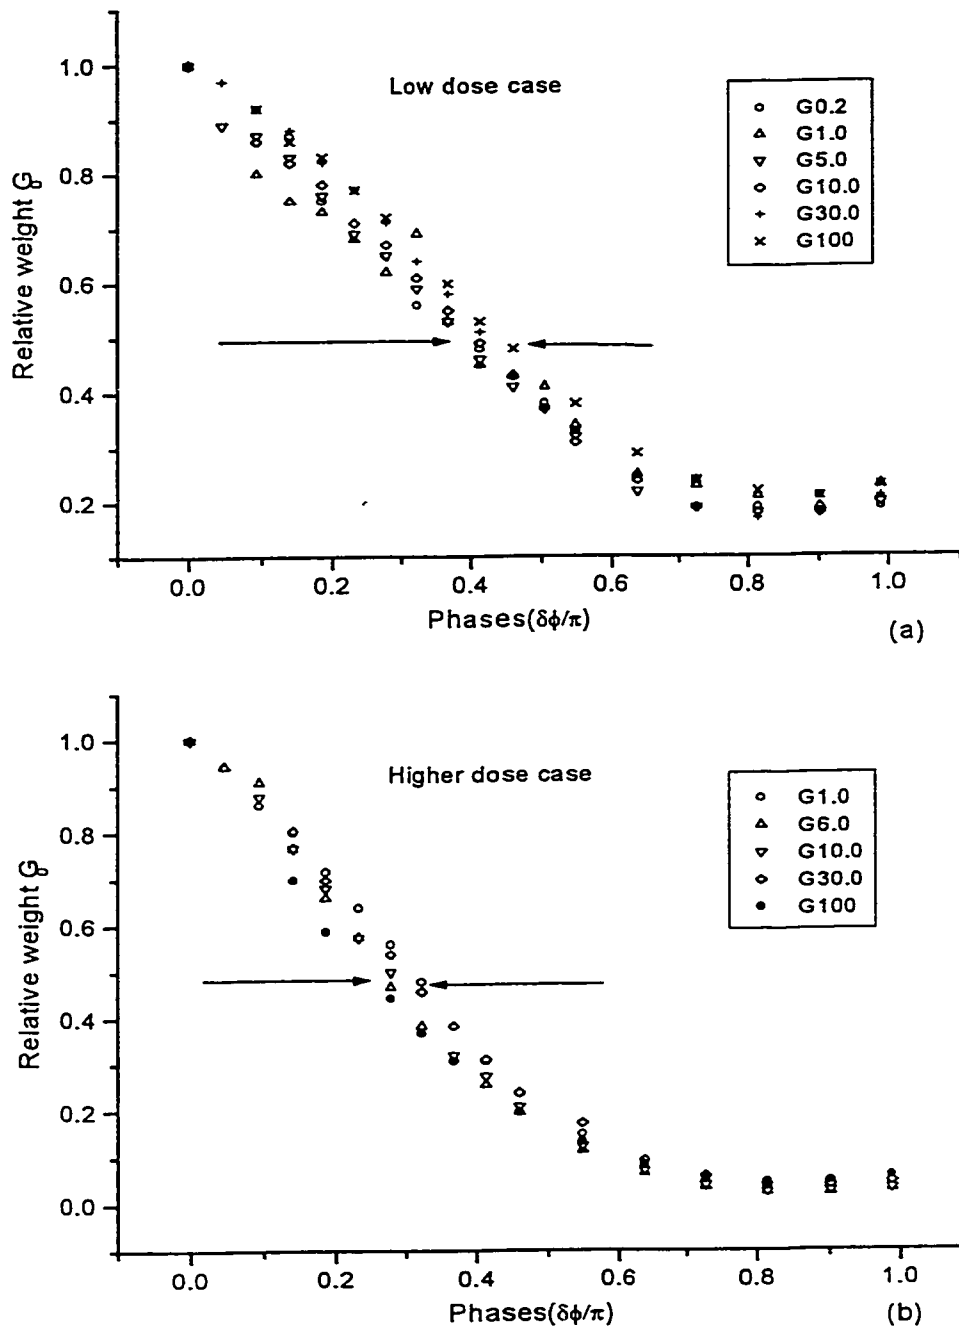 Low dose case
1.0
0.8
0.6
0.4
0.2
Relative weight
G0.2
G1.0
G5.0
G10.0
G30.0
G100
0.0 0.2 0.4 0.6 0.8 1.0
Phases(δϕ/π)
(a)
Higher dose case
1.0
0.8
0.6
0.4
0.2
0.0
Relative weight
G1.0
G6.0
G10.0
G30.0
G100
0.0 0.2 0.4 0.6 0.8 1.0
Phases(δϕ/π)
(b)